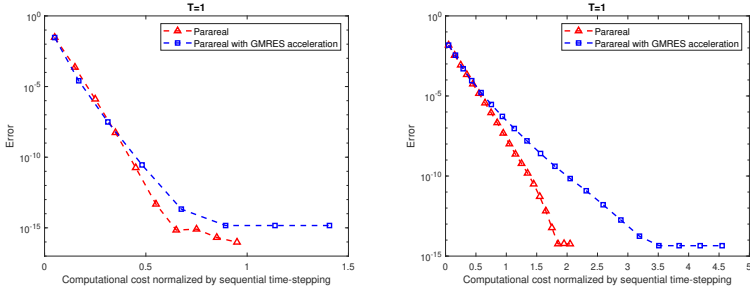 T=1
10^0
10^-5
10^-10
10^-15
Error
Parareal
Parareal with GMRES acceleration
0 0.5 1 1.5
Computational cost normalized by sequential time-stepping
T=1
10^0
10^-5
10^-10
10^-15
Error
Parareal
Parareal with GMRES acceleration
0 0.5 1 1.5 2 2.5 3 3.5 4 4.5 5
Computational cost normalized by sequential time-stepping